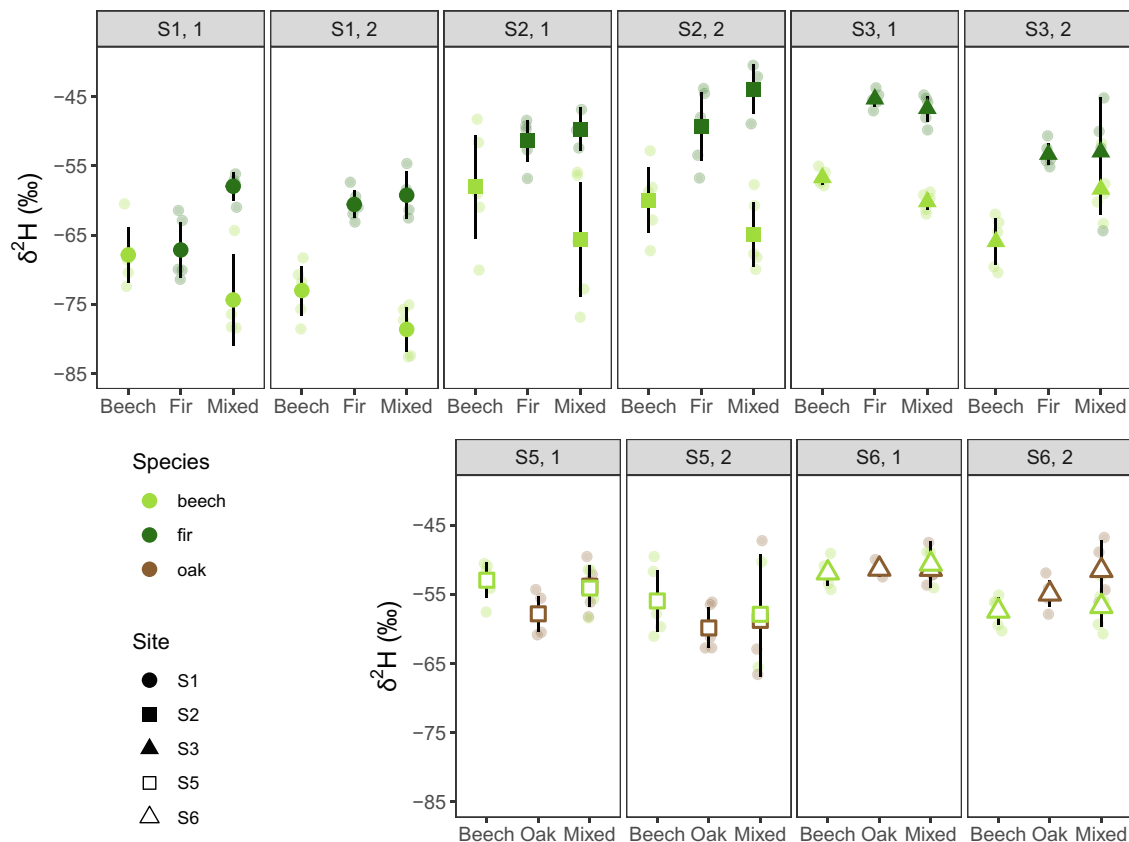 S1, 1 S1, 2 S2, 1 S2, 2 S3, 1 S3, 2
−45
−55
−65
−75
−85
δ²H (‰)
Beech Fir Mixed Beech Fir Mixed Beech Fir Mixed Beech Fir Mixed Beech Fir Mixed Beech Fir Mixed
Species
beech
fir
oak
Site
S1
S2
S3
S5
S6
S5, 1 S5, 2 S6, 1 S6, 2
−45
−55
−65
−75
−85
δ²H (‰)
Beech Oak Mixed Beech Oak Mixed Beech Oak Mixed Beech Oak Mixed